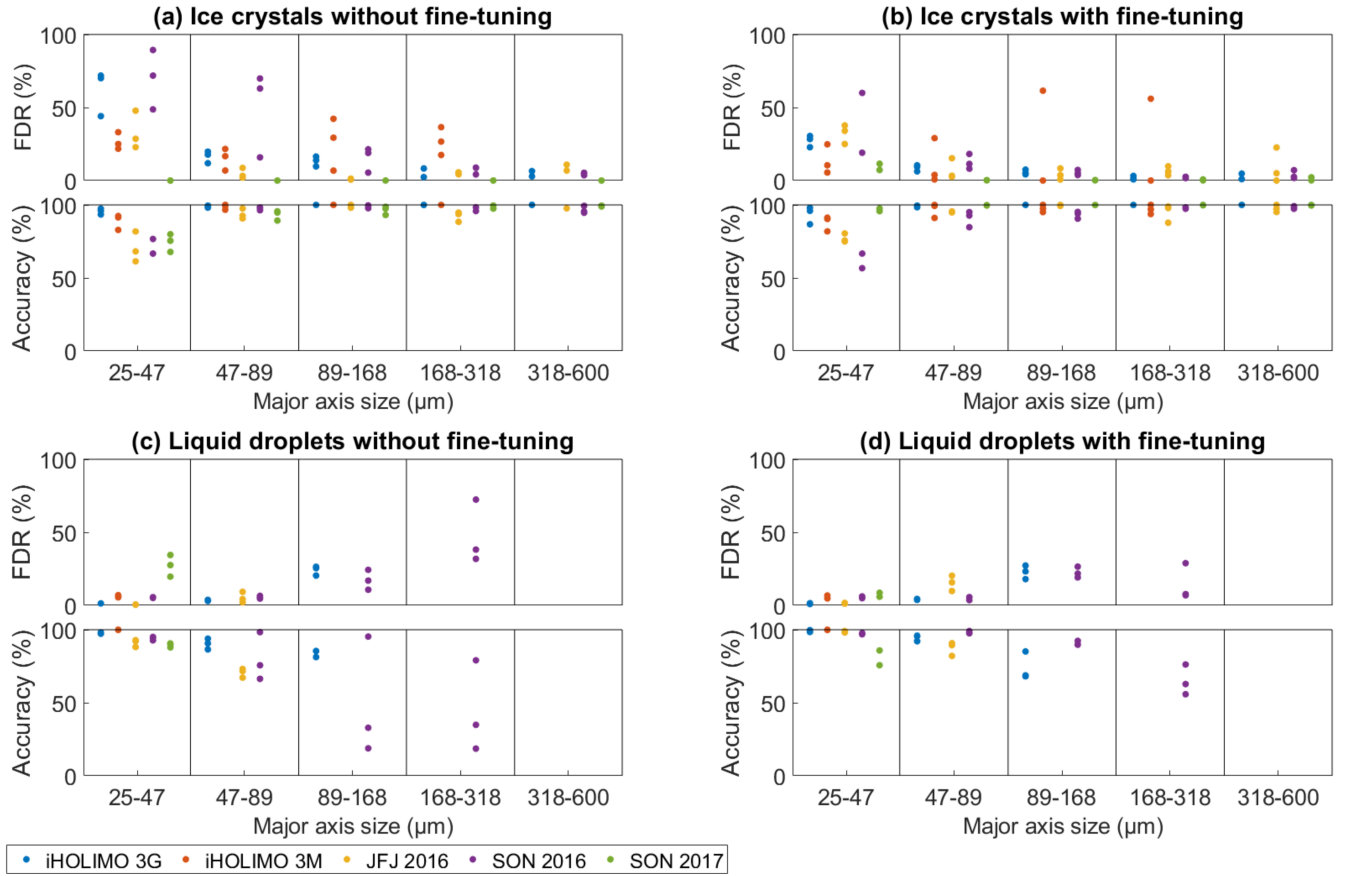 (a) Ice crystals without fine-tuning
100
50
0
FDR (%)
100
50
0
Accuracy (%)
25-47 47-89 89-168 168-318 318-600
Major axis size (µm)
(b) Ice crystals with fine-tuning
100
50
0
FDR (%)
100
50
0
Accuracy (%)
25-47 47-89 89-168 168-318 318-600
Major axis size (µm)
(c) Liquid droplets without fine-tuning
100
50
0
FDR (%)
100
50
0
Accuracy (%)
25-47 47-89 89-168 168-318 318-600
Major axis size (µm)
(d) Liquid droplets with fine-tuning
100
50
0
FDR (%)
100
50
0
Accuracy (%)
25-47 47-89 89-168 168-318 318-600
Major axis size (µm)
iHOLIMO 3G iHOLIMO 3M JFJ 2016 SON 2016 SON 2017